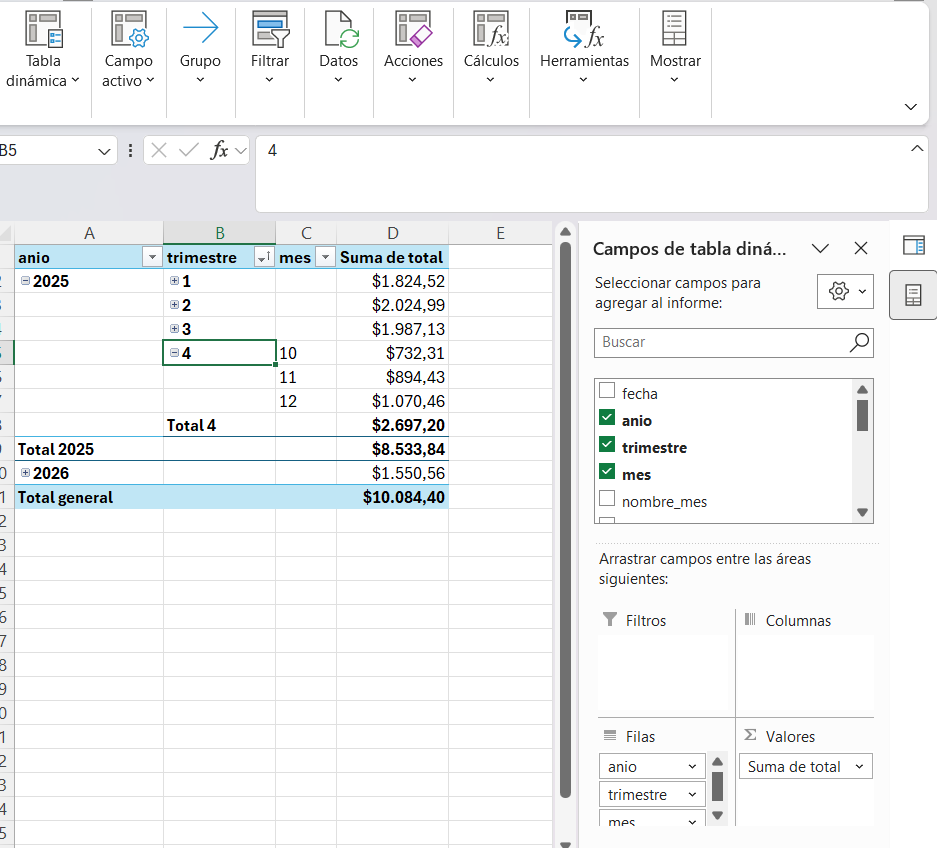 Tabla dinámica
Campo activo
Grupo
Filtrar
Datos
Acciones
Cálculos
Herramientas
Mostrar
B5
fx
4
A B C D E
anio trimestre mes Suma de total
2025 1 $1.824,52
2 $2.024,99
3 $1.987,13
4 10 $732,31
11 $894,43
12 $1.070,46
Total 4 $2.697,20
Total 2025 $8.533,84
2026 $1.550,56
Total general $10.084,40
Campos de tabla diná...
Seleccionar campos para
agregar al informe:
Buscar
fecha
anio
trimestre
mes
nombre_mes
Arrastrar campos entre las áreas
siguientes:
Filtros
Columnas
Filas
Valores
anio
Suma de total
trimestre
mes